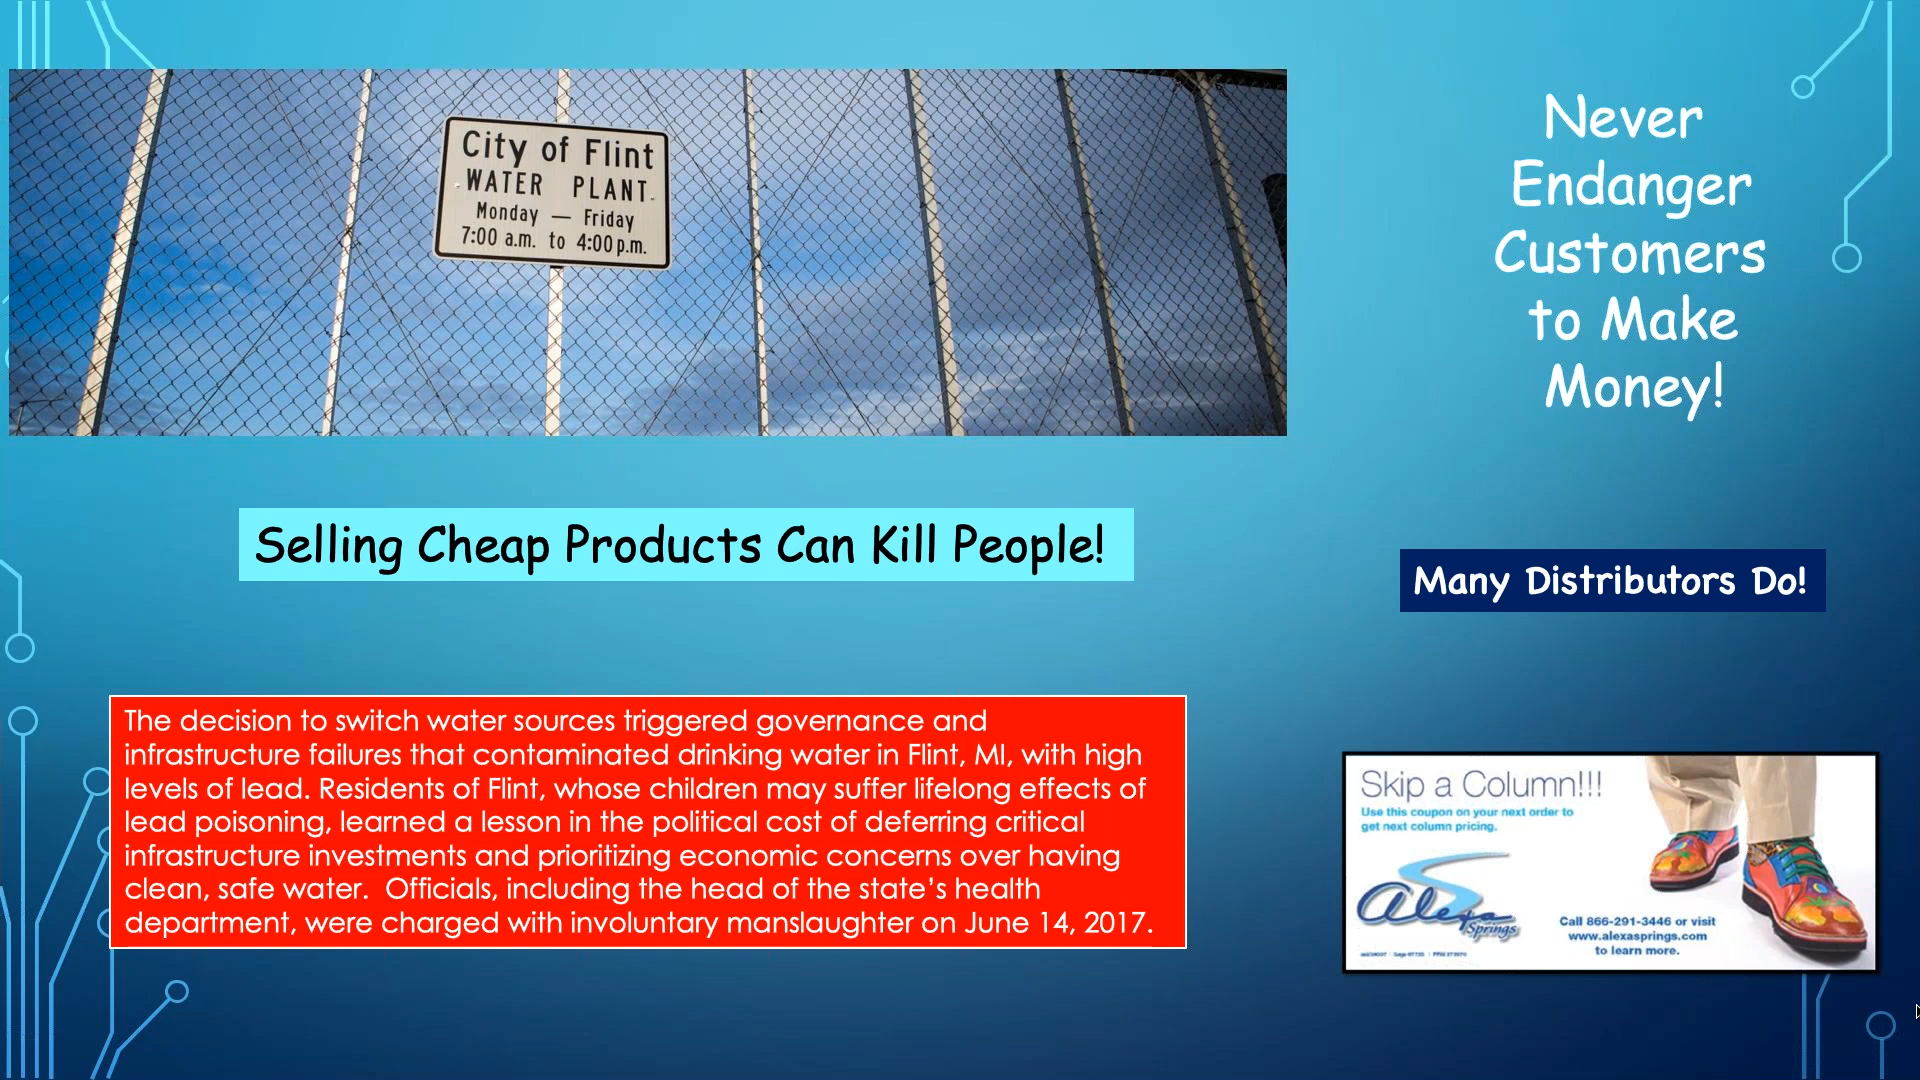 City of Flint
WATER PLANT
Monday — Friday
7:00 a.m. to 4:00 p.m.
Never
Endanger
Customers
to Make
Money!
Selling Cheap Products Can Kill People!
Many Distributors Do!
The decision to switch water sources triggered governance and
infrastructure failures that contaminated drinking water in Flint, MI, with high
levels of lead. Residents of Flint, whose children may suffer lifelong effects of
lead poisoning, learned a lesson in the political cost of deferring critical
infrastructure investments and prioritizing economic concerns over having
clean, safe water. Officials, including the head of the state’s health
department, were charged with involuntary manslaughter on June 14, 2017.
Skip a Column!!!
Use this coupon on your next order to
get next column pricing.
Alexa
Springs
Call 866-291-3446 or visit
www.alexasprings.com
to learn more.